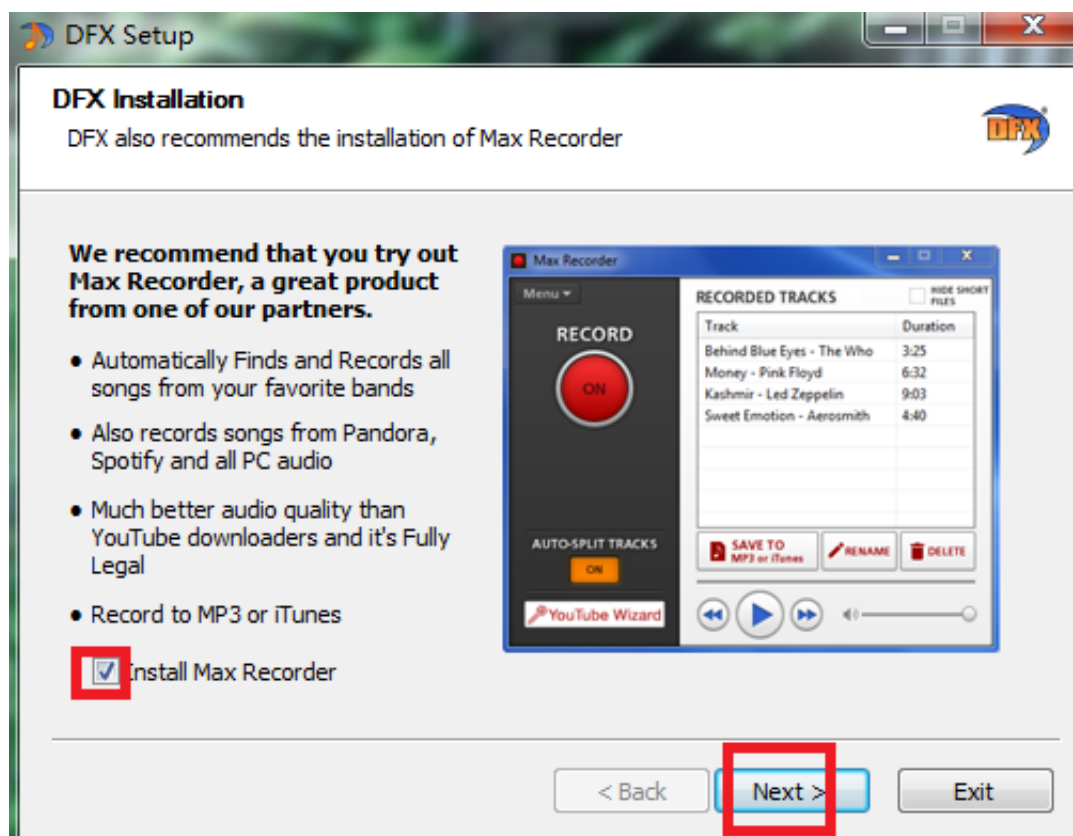 DFX Setup
DFX Installation
DFX also recommends the installation of Max Recorder
DFX
We recommend that you try out
Max Recorder, a great product
from one of our partners.
• Automatically Finds and Records all
songs from your favorite bands
• Also records songs from Pandora,
Spotify and all PC audio
• Much better audio quality than
YouTube downloaders and it's Fully
Legal
• Record to MP3 or iTunes
Install Max Recorder
Max Recorder
Menu
RECORD
ON
AUTO-SPLIT TRACKS
ON
YouTube Wizard
RECORDED TRACKS
HIDE SHORT
FILES
Track Duration
Behind Blue Eyes - The Who 3:25
Money - Pink Floyd 6:32
Kashmir - Led Zeppelin 9:03
Sweet Emotion - Aerosmith 4:40
SAVE TO
MP3 or iTunes
RENAME
DELETE
< Back
Next >
Exit